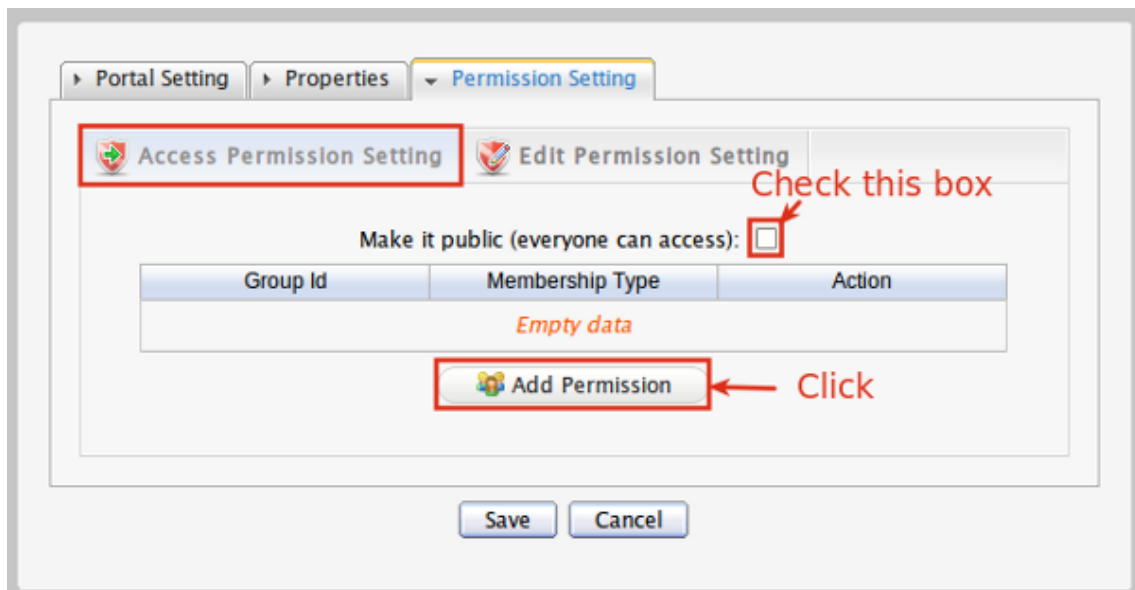 Portal Setting Properties Permission Setting
Access Permission Setting Edit Permission Setting
Check this box
Make it public (everyone can access):
Group Id Membership Type Action
Empty data
Add Permission Click
Save Cancel